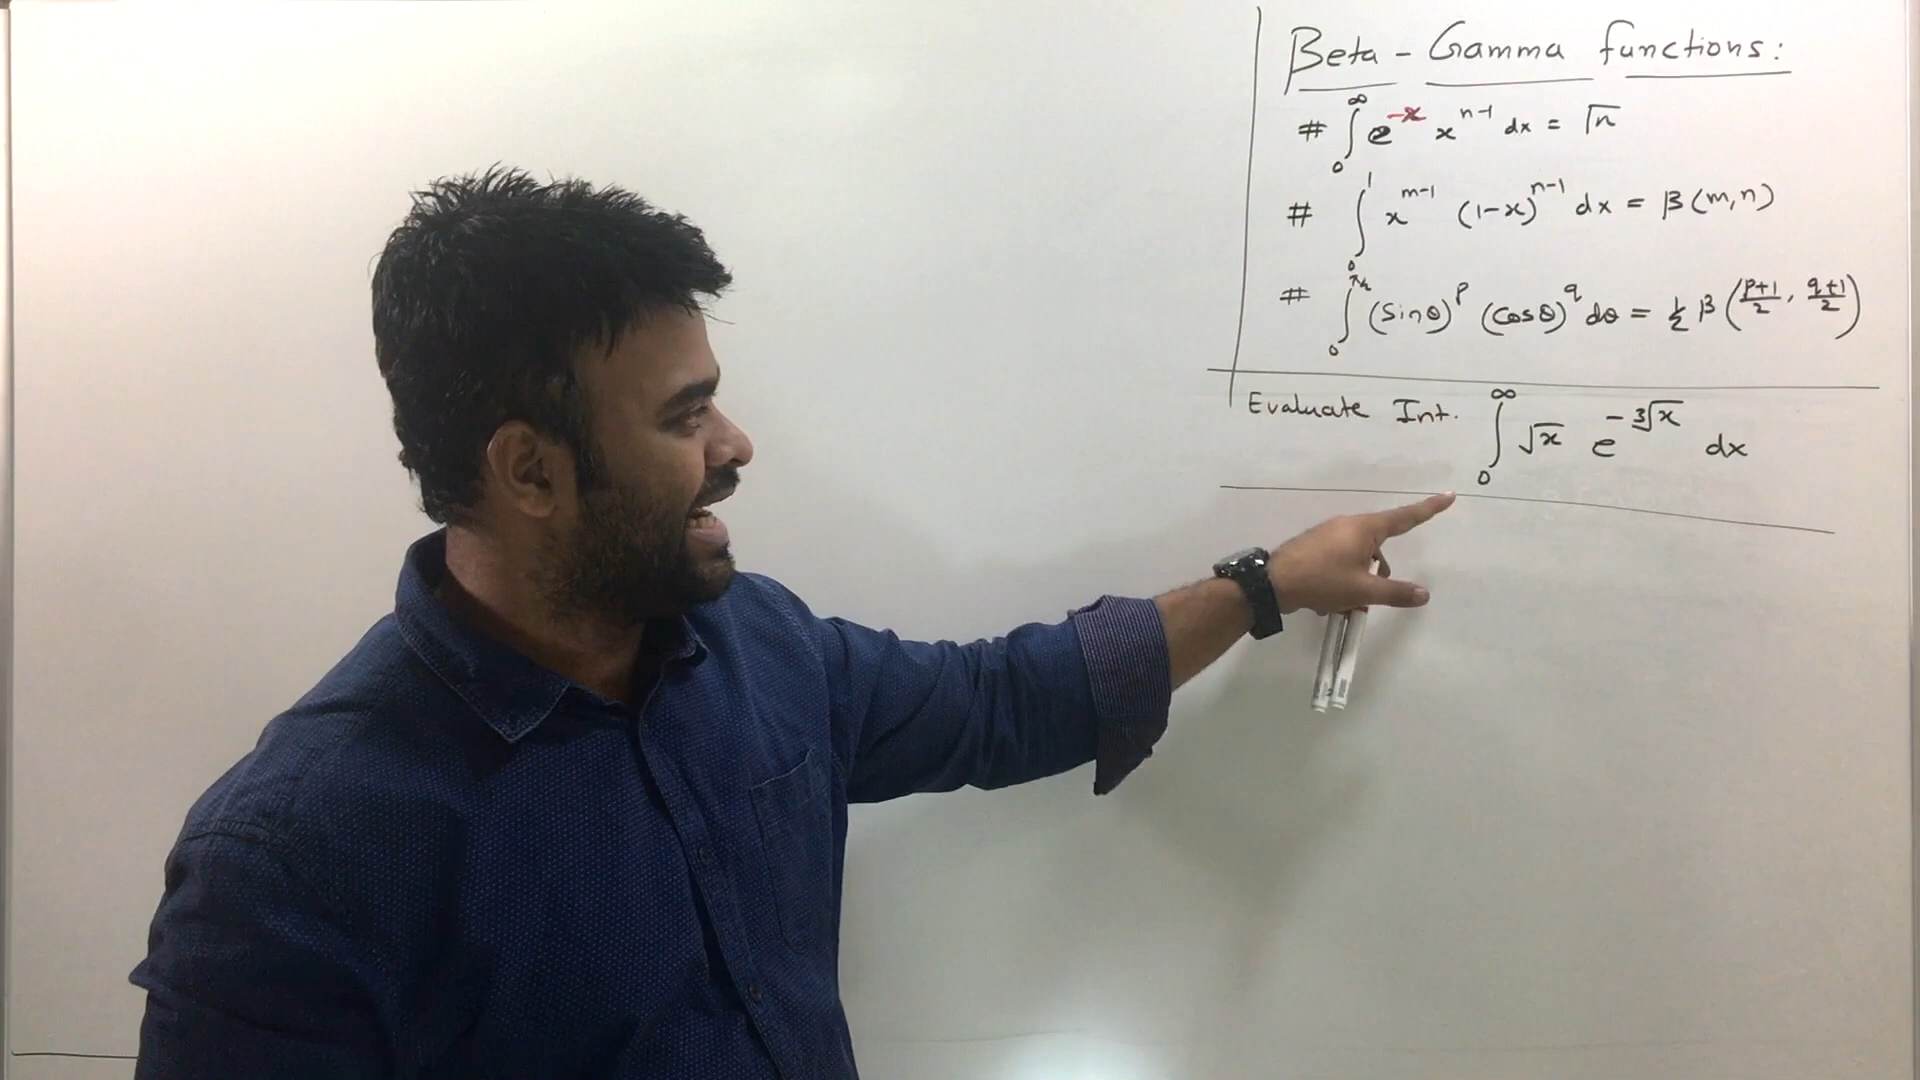 Beta - Gamma functions:
# ∫₀^∞ e^{-x} x^{n-1} dx = Γn
# ∫₀^1 x^{m-1} (1-x)^{n-1} dx = β(m,n)
# ∫₀^{π/2} (Sinθ)^p (Cosθ)^q dθ = 1/2 β((p+1)/2, (q+1)/2)
Evaluate Int. ∫₀^∞ √x e^{-∛x} dx